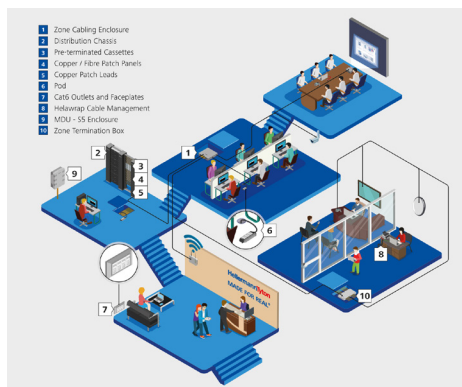 1 Zone Cabling Enclosure
2 Distribution Chassis
3 Pre-terminated Cassettes
4 Copper / Fibre Patch Panels
5 Copper Patch Leads
6 Pod
7 Cat6 Outlets and Faceplates
8 Helawrap Cable Management
9 MDU - S5 Enclosure
10 Zone Termination Box
1
2
3
4
5
9
6
8
10
7
HellermannTyton
MADE FOR REAL®